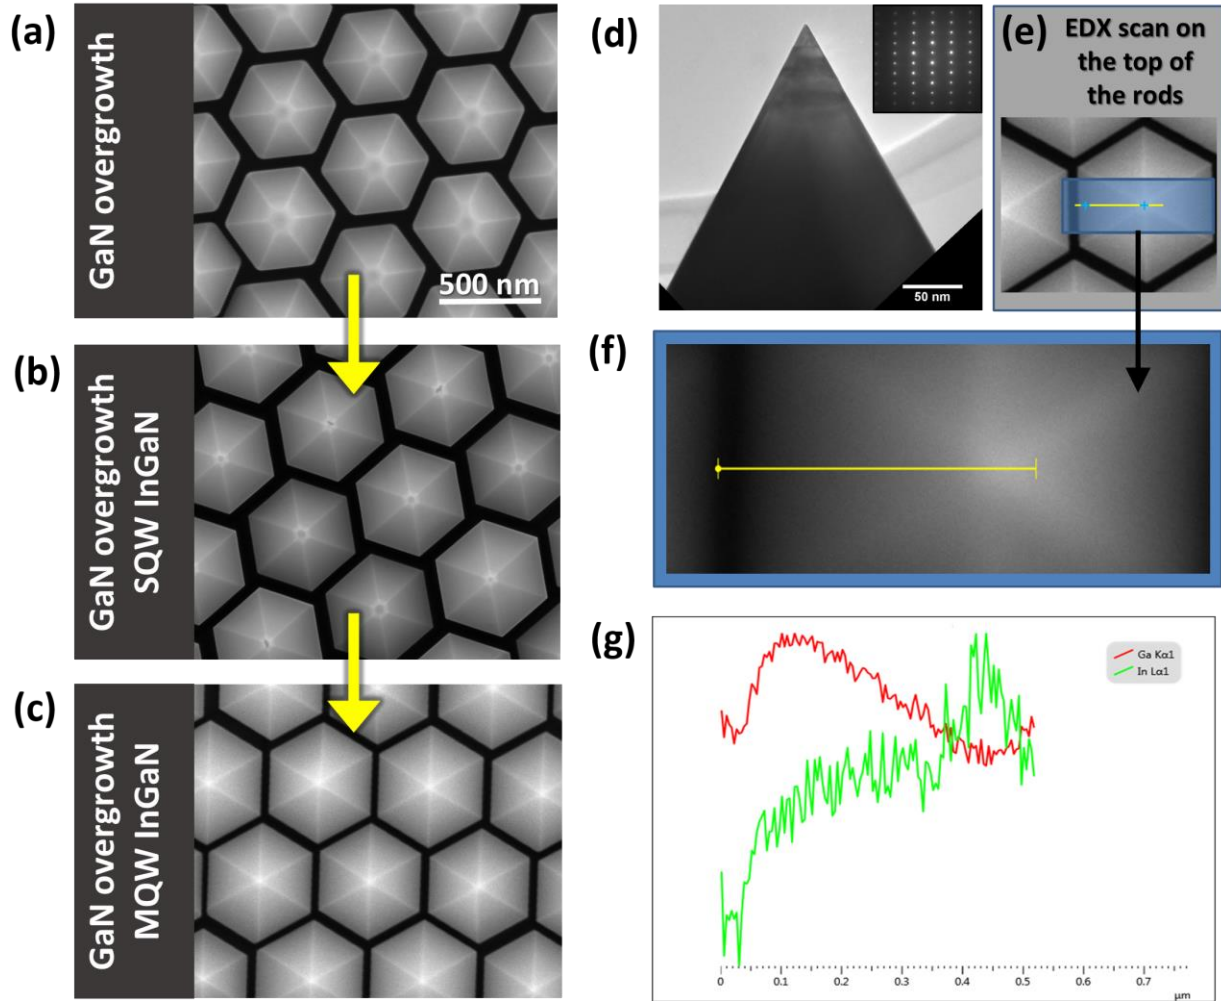 (a)
GaN overgrowth
500 nm
(b)
GaN overgrowth
SQW InGaN
(c)
GaN overgrowth
MQW InGaN
(d)
50 nm
(e)
EDX scan on
the top of
the rods
(f)
(g)
Ga Kα1
In Lα1
0 0.1 0.2 0.3 0.4 0.5 0.6 0.7
µm